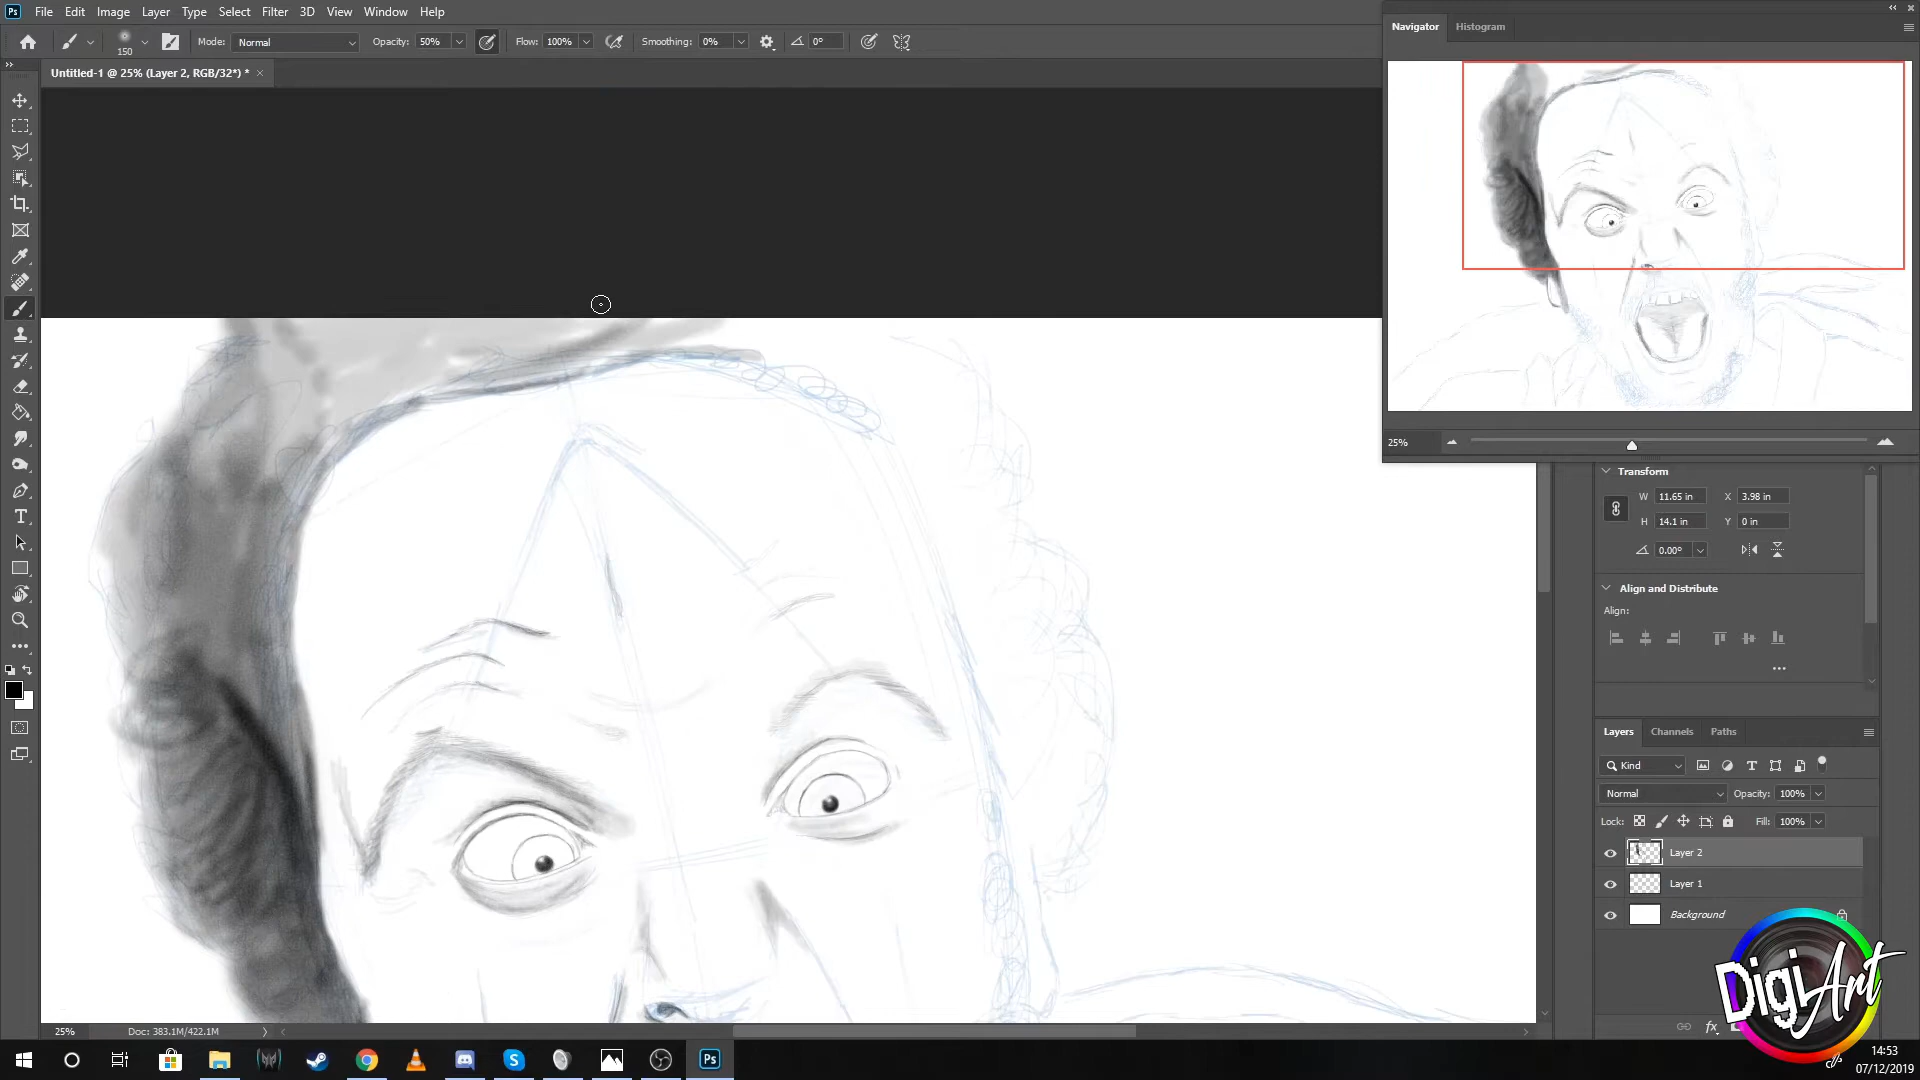 Ps File Edit Image Layer Type Select Filter 3D View Window Help
150 Mode: Normal Opacity: 50% Flow: 100% Smoothing: 0% 0°
Untitled-1 @ 25% (Layer 2, RGB/32*) * ×
Navigator Histogram
25%
Transform
W 11.65 in X 3.98 in
H 14.1 in Y 0 in
0.00°
Align and Distribute
Align:
Layers Channels Paths
Kind
Normal Opacity: 100%
Lock: Fill: 100%
Layer 2
Layer 1
Background
fx
DigiArt
25% Doc: 383.1M/422.1M
Ps
14:53
07/12/2019